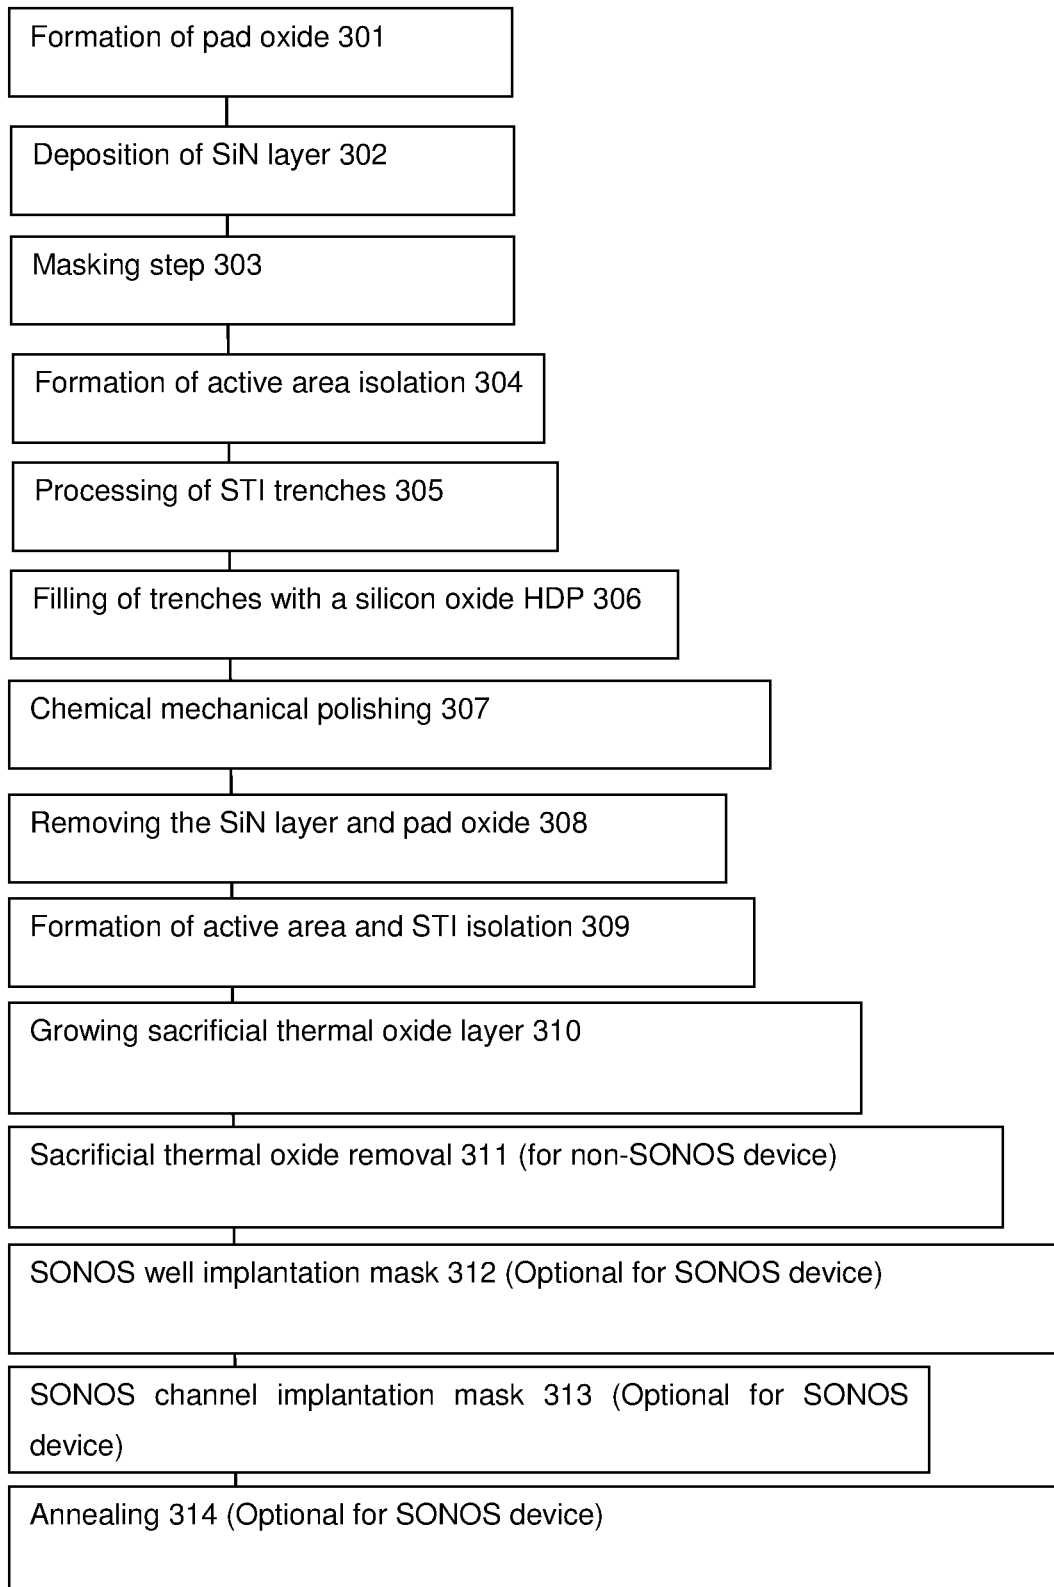 Formation of pad oxide 301
Deposition of SiN layer 302
Masking step 303
Formation of active area isolation 304
Processing of STI trenches 305
Filling of trenches with a silicon oxide HDP 306
Chemical mechanical polishing 307
Removing the SiN layer and pad oxide 308
Formation of active area and STI isolation 309
Growing sacrificial thermal oxide layer 310
Sacrificial thermal oxide removal 311 (for non-SONOS device)
SONOS well implantation mask 312 (Optional for SONOS device)
SONOS channel implantation mask 313 (Optional for SONOS
device)
Annealing 314 (Optional for SONOS device)